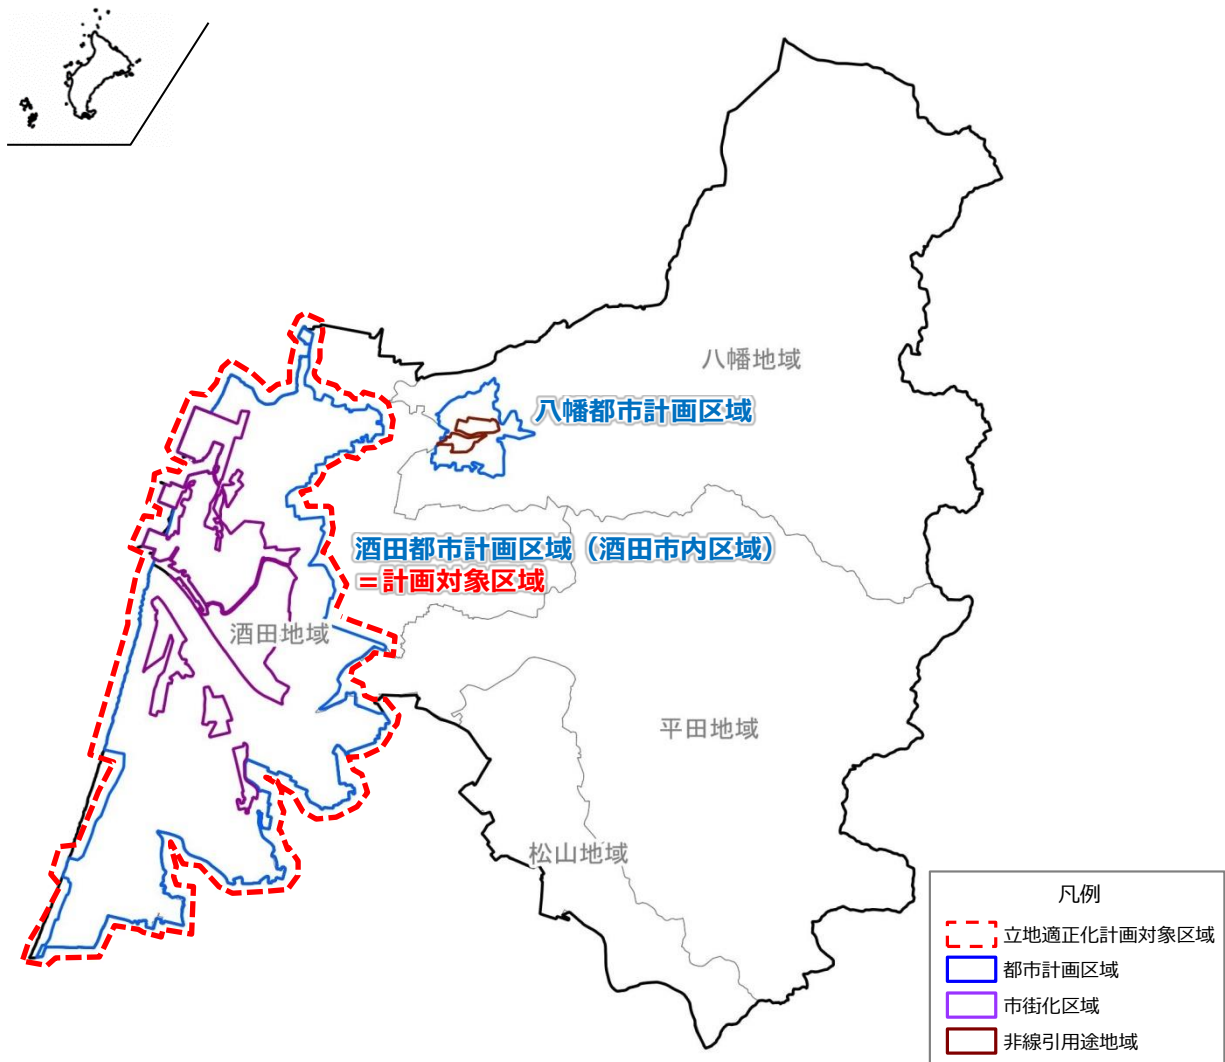 八幡地域
八幡都市計画区域
酒田都市計画区域（酒田市内区域）
＝計画対象区域
酒田地域
平田地域
松山地域
凡例
立地適正化計画対象区域
都市計画区域
市街化区域
非線引用途地域